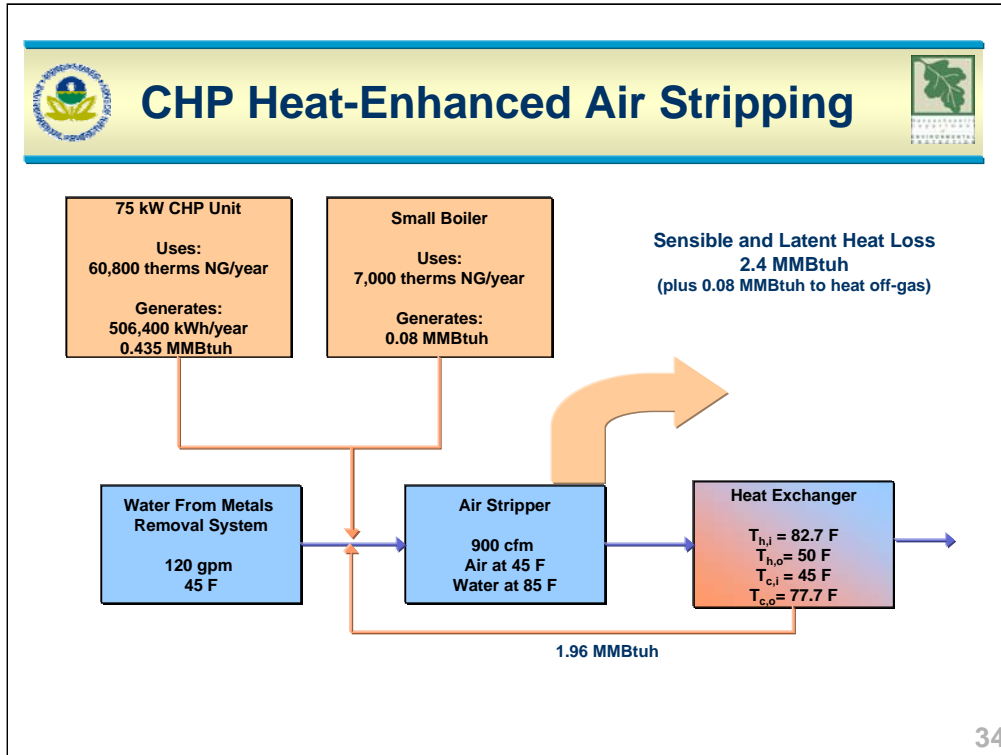 CHP Heat-Enhanced Air Stripping
75 kW CHP Unit
Uses:
60,800 therms NG/year
Generates:
506,400 kWh/year
0.435 MMBtuh
Small Boiler
Uses:
7,000 therms NG/year
Generates:
0.08 MMBtuh
Sensible and Latent Heat Loss
2.4 MMBtuh
(plus 0.08 MMBtuh to heat off-gas)
Water From Metals
Removal System
120 gpm
45 F
Air Stripper
900 cfm
Air at 45 F
Water at 85 F
Heat Exchanger
Th,i = 82.7 F
Th,o= 50 F
Tc,i = 45 F
Tc,o= 77.7 F
1.96 MMBtuh
34